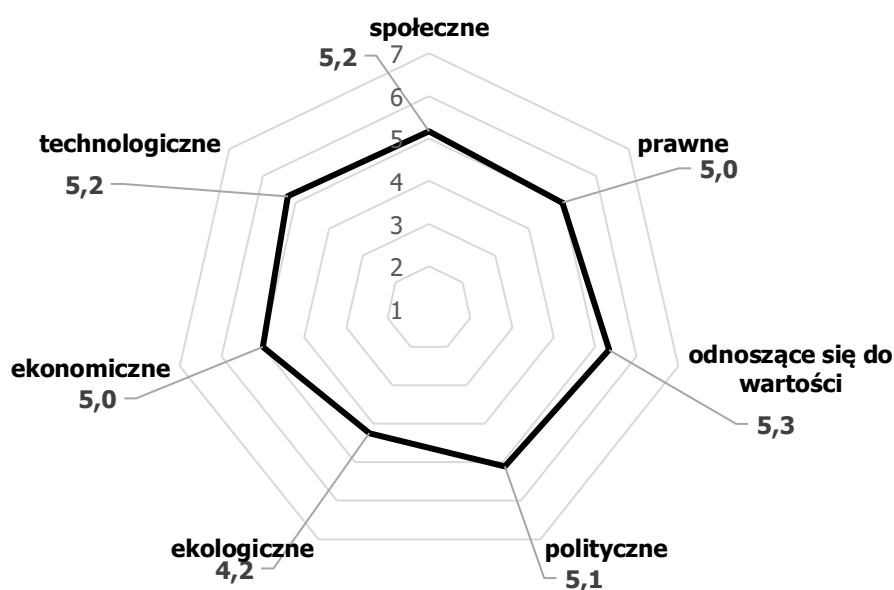 społeczne
5,2
7
6
5
4
3
2
1
technologiczne
5,2
prawne
5,0
ekonomiczne
5,0
odnoszące się do
wartości
5,3
ekologiczne
4,2
polityczne
5,1